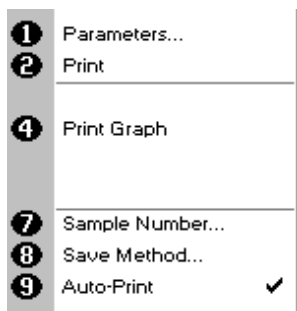 1 Parameters...
2 Print
4 Print Graph
7 Sample Number...
8 Save Method...
9 Auto-Print ✔